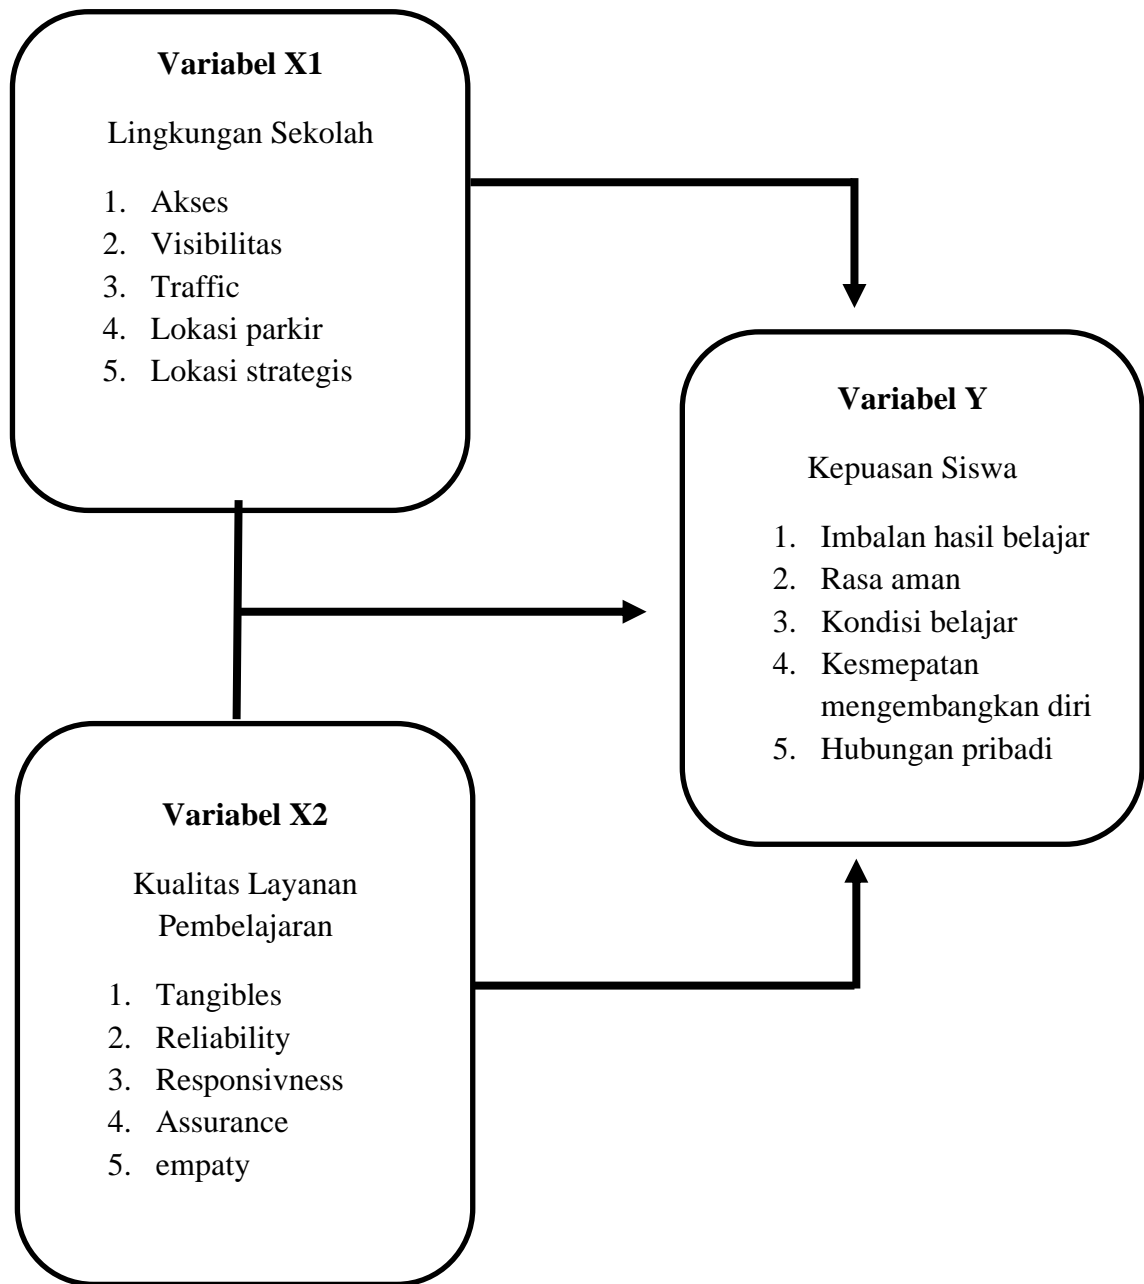 Variabel X1
Lingkungan Sekolah
1. Akses
2. Visibilitas
3. Traffic
4. Lokasi parkir
5. Lokasi strategis
Variabel Y
Kepuasan Siswa
1. Imbalan hasil belajar
2. Rasa aman
3. Kondisi belajar
4. Kesmepatan
mengembangkan diri
5. Hubungan pribadi
Variabel X2
Kualitas Layanan
Pembelajaran
1. Tangibles
2. Reliability
3. Responsivness
4. Assurance
5. empaty